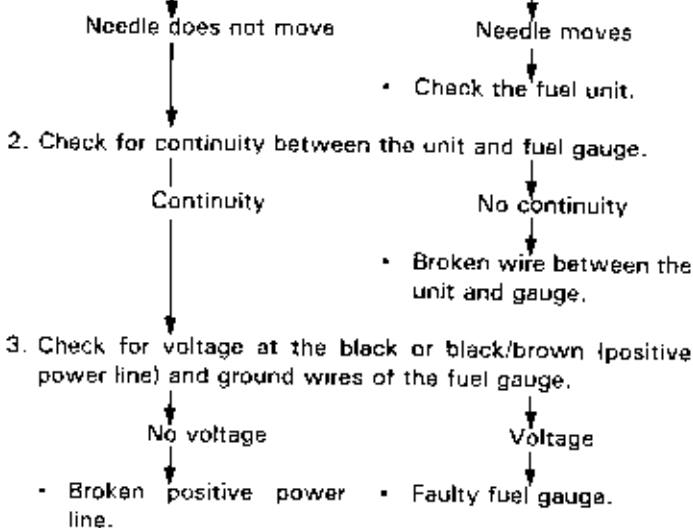 Needle does not move
Needle moves
• Check the fuel unit.
2. Check for continuity between the unit and fuel gauge.
Continuity
No continuity
• Broken wire between the
unit and gauge.
3. Check for voltage at the black or black/brown (positive
power line) and ground wires of the fuel gauge.
No voltage
Voltage
• Broken positive power
line.
• Faulty fuel gauge.